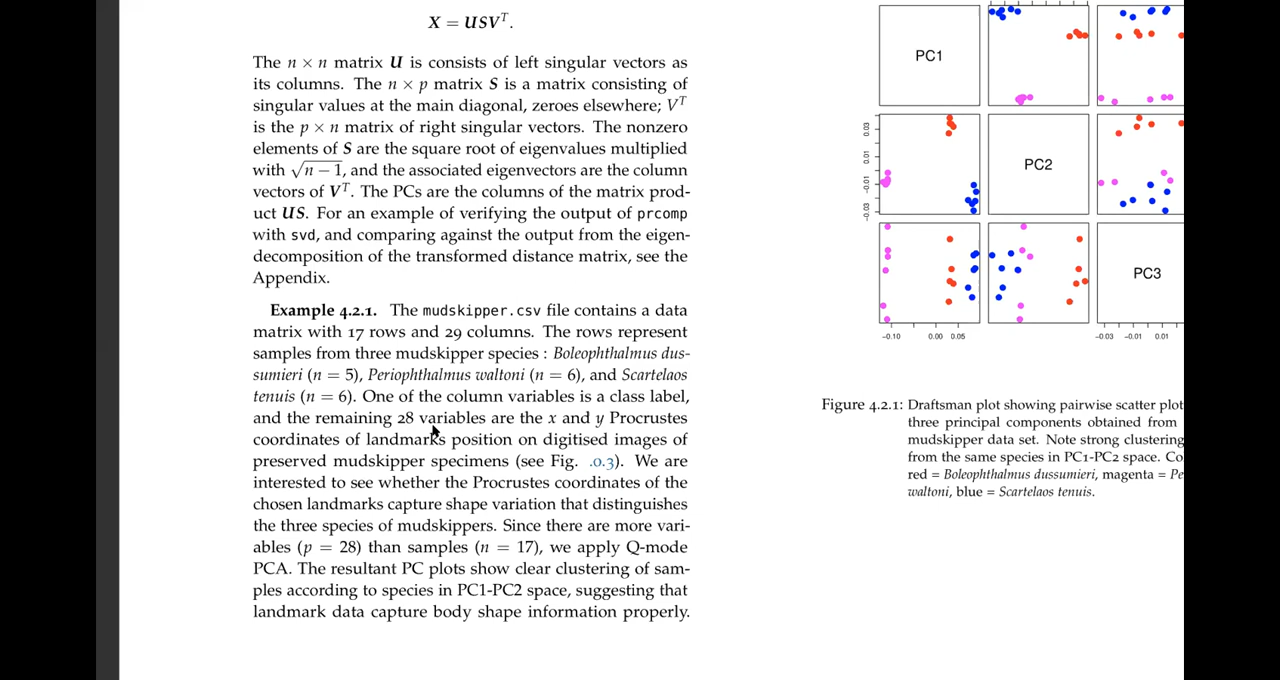 X = USV^T.
The n × n matrix U is consists of left singular vectors as
its columns. The n × p matrix S is a matrix consisting of
singular values at the main diagonal, zeroes elsewhere; V^T
is the p × n matrix of right singular vectors. The nonzero
elements of S are the square root of eigenvalues multiplied
with √n − 1, and the associated eigenvectors are the column
vectors of V^T. The PCs are the columns of the matrix prod-
uct US. For an example of verifying the output of prcomp
with svd, and comparing against the output from the eigen-
decomposition of the transformed distance matrix, see the
Appendix.
Example 4.2.1. The mudskipper.csv file contains a data
matrix with 17 rows and 29 columns. The rows represent
samples from three mudskipper species : Boleophthalmus dus-
sumieri (n = 5), Periophthalmus waltoni (n = 6), and Scartelaos
tenuis (n = 6). One of the column variables is a class label,
and the remaining 28 variables are the x and y Procrustes
coordinates of landmarks position on digitised images of
preserved mudskipper specimens (see Fig. .0.3). We are
interested to see whether the Procrustes coordinates of the
chosen landmarks capture shape variation that distinguishes
the three species of mudskippers. Since there are more vari-
ables (p = 28) than samples (n = 17), we apply Q-mode
PCA. The resultant PC plots show clear clustering of sam-
ples according to species in PC1-PC2 space, suggesting that
landmark data capture body shape information properly.
PC1
0.03
0.01
−0.01
−0.03
PC2
PC3
−0.10 0.00 0.05
−0.03 −0.01 0.01
Figure 4.2.1: Draftsman plot showing pairwise scatter plot
three principal components obtained from
mudskipper data set. Note strong clustering
from the same species in PC1-PC2 space. Co
red = Boleophthalmus dussumieri, magenta = Pe
waltoni, blue = Scartelaos tenuis.